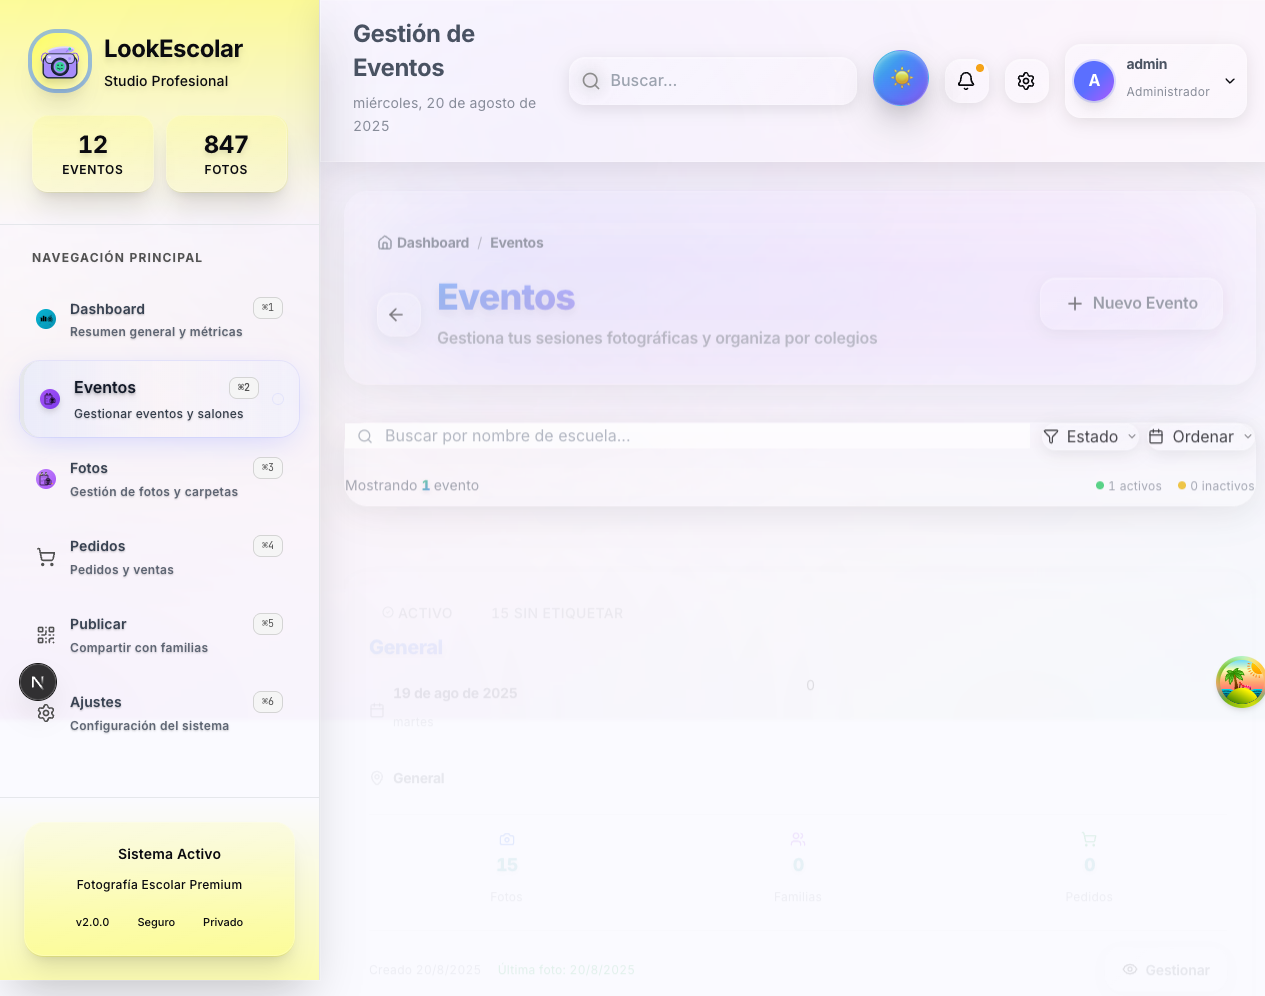 LookEscolar
Studio Profesional
12
EVENTOS
847
FOTOS
NAVEGACIÓN PRINCIPAL
Dashboard
⌘1
Resumen general y métricas
Eventos
⌘2
Gestionar eventos y salones
Fotos
⌘3
Gestión de fotos y carpetas
Pedidos
⌘4
Pedidos y ventas
Publicar
⌘5
Compartir con familias
N
Ajustes
⌘6
Configuración del sistema
Sistema Activo
Fotografía Escolar Premium
v2.0.0 Seguro Privado
Gestión de
Eventos
miércoles, 20 de agosto de
2025
Buscar...
A
admin
Administrador
Dashboard / Eventos
Eventos
Gestiona tus sesiones fotográficas y organiza por colegios
Nuevo Evento
Buscar por nombre de escuela...
Estado
Ordenar
Mostrando 1 evento
1 activos
0 inactivos
ACTIVO
15 SIN ETIQUETAR
General
19 de ago de 2025
martes
0
General
15
Fotos
0
Familias
0
Pedidos
Creado 20/8/2025
Última foto: 20/8/2025
Gestionar